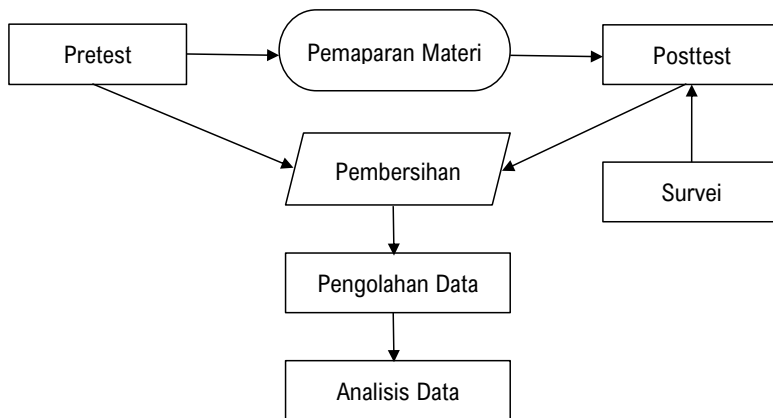 Pretest
Pemaparan Materi
Posttest
Pembersihan
Survei
Pengolahan Data
Analisis Data